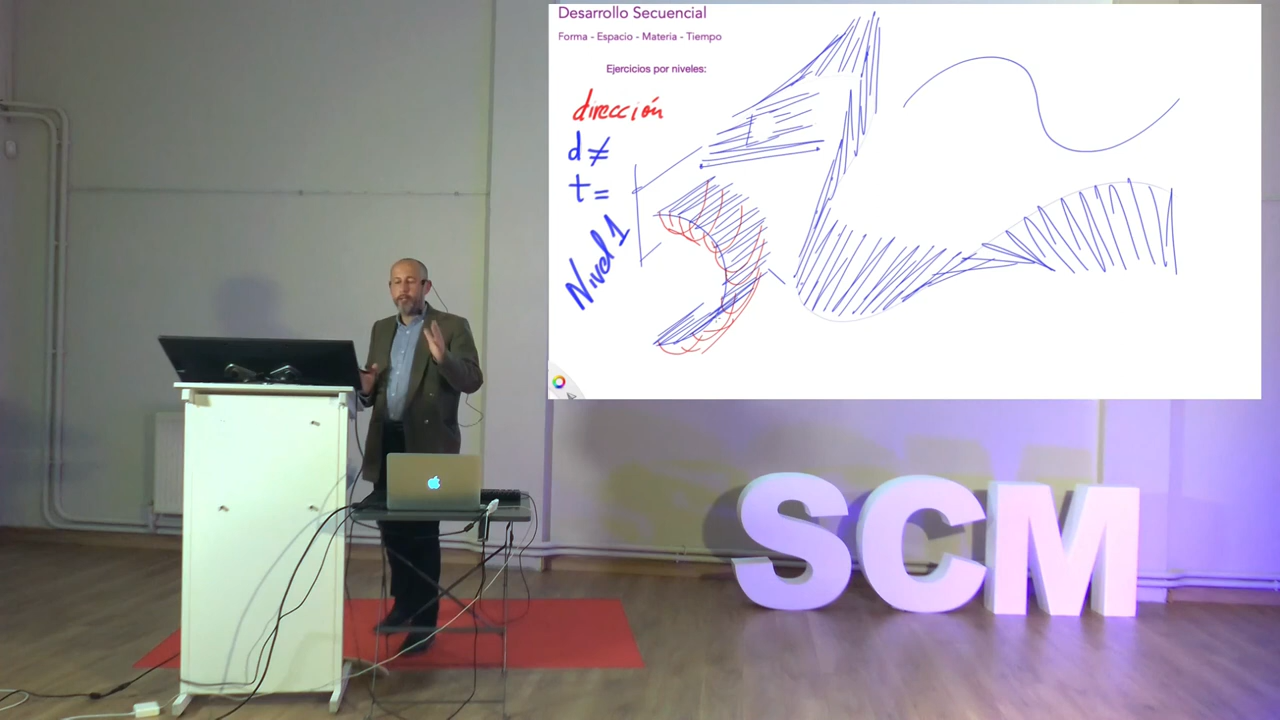 Desarrollo Secuencial
Forma - Espacio - Materia - Tiempo
Ejercicios por niveles:
dirección
d ≠
t =
Nivel 1
SCM